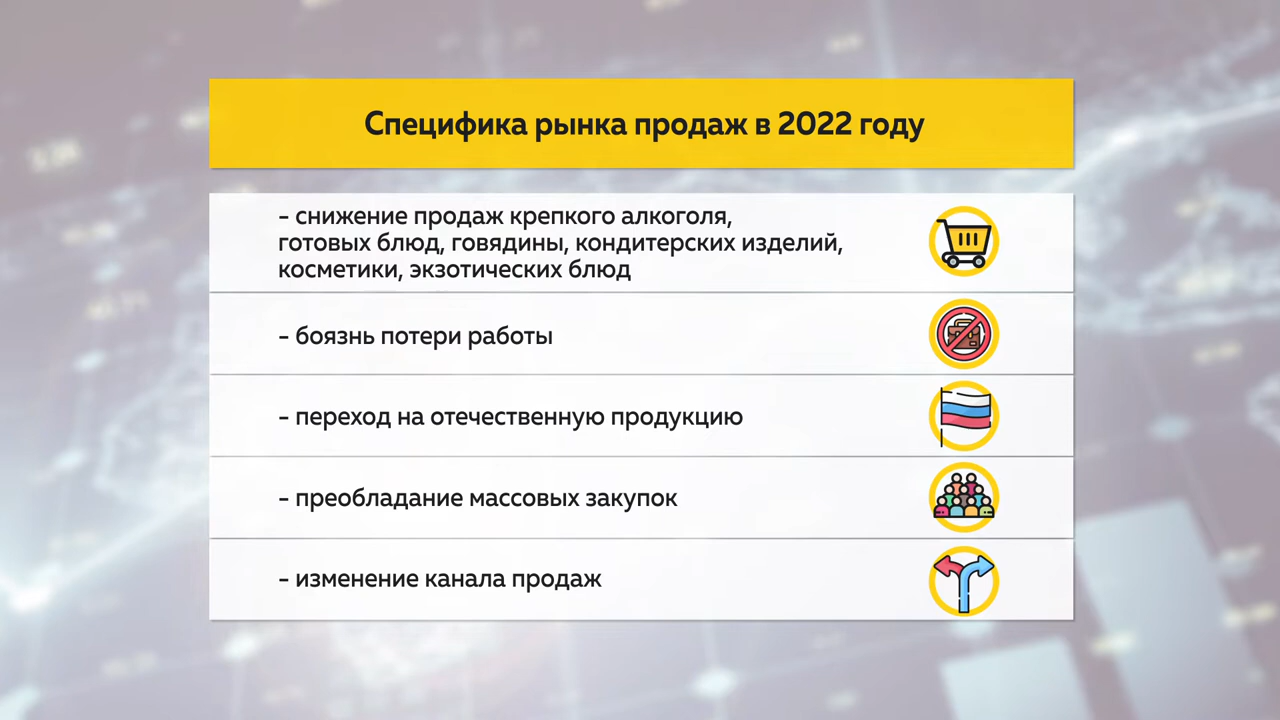 Специфика рынка продаж в 2022 году
- снижение продаж крепкого алкоголя,
готовых блюд, говядины, кондитерских изделий,
косметики, экзотических блюд
- боязнь потери работы
- переход на отечественную продукцию
- преобладание массовых закупок
- изменение канала продаж